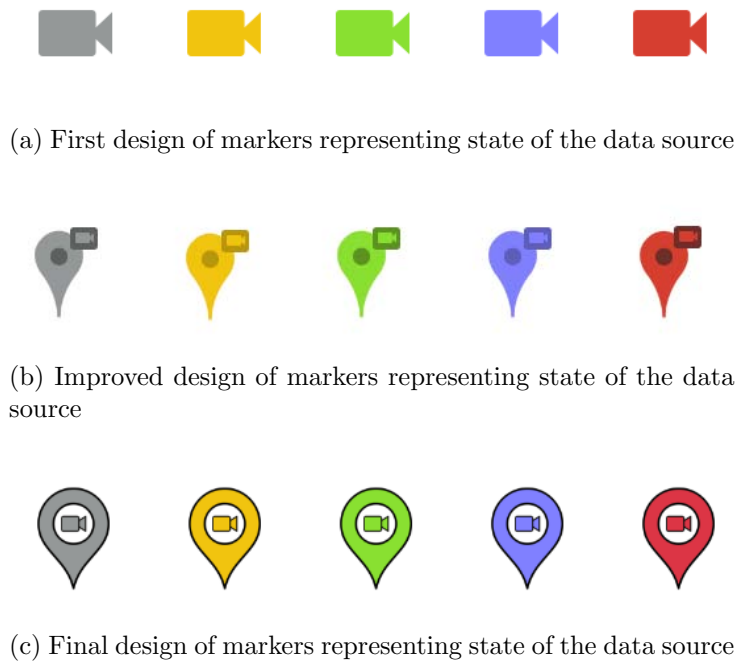 (a) First design of markers representing state of the data source
(b) Improved design of markers representing state of the data
source
(c) Final design of markers representing state of the data source